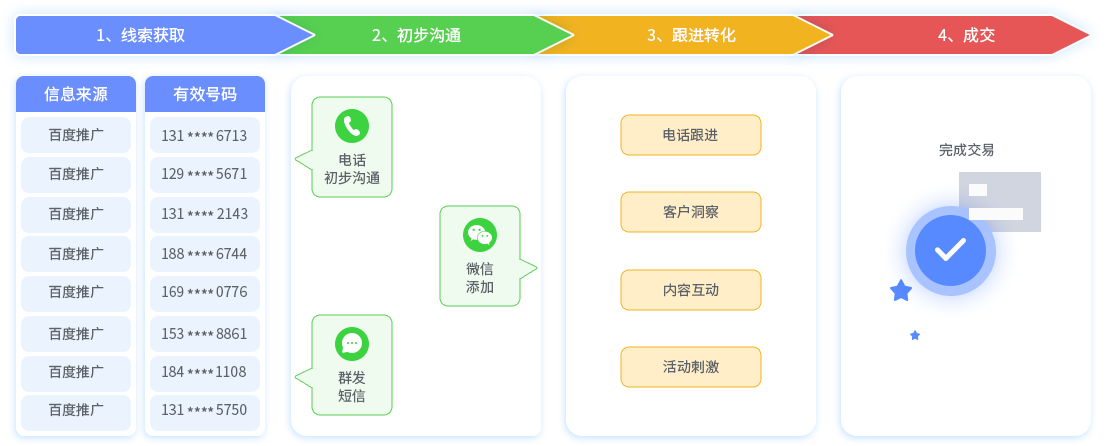 1、线索获取
2、初步沟通
3、跟进转化
4、成交
信息来源 有效号码
百度推广 131 ****6713
百度推广 129 ****5671
百度推广 131 **** 2143
百度推广 188 ****6744
百度推广 169 ****0776
百度推广 153 ****8861
百度推广 184 ****1108
百度推广 131 ****5750
电话
初步沟通
微信
添加
群发
短信
电话跟进
客户洞察
内容互动
活动刺激
完成交易